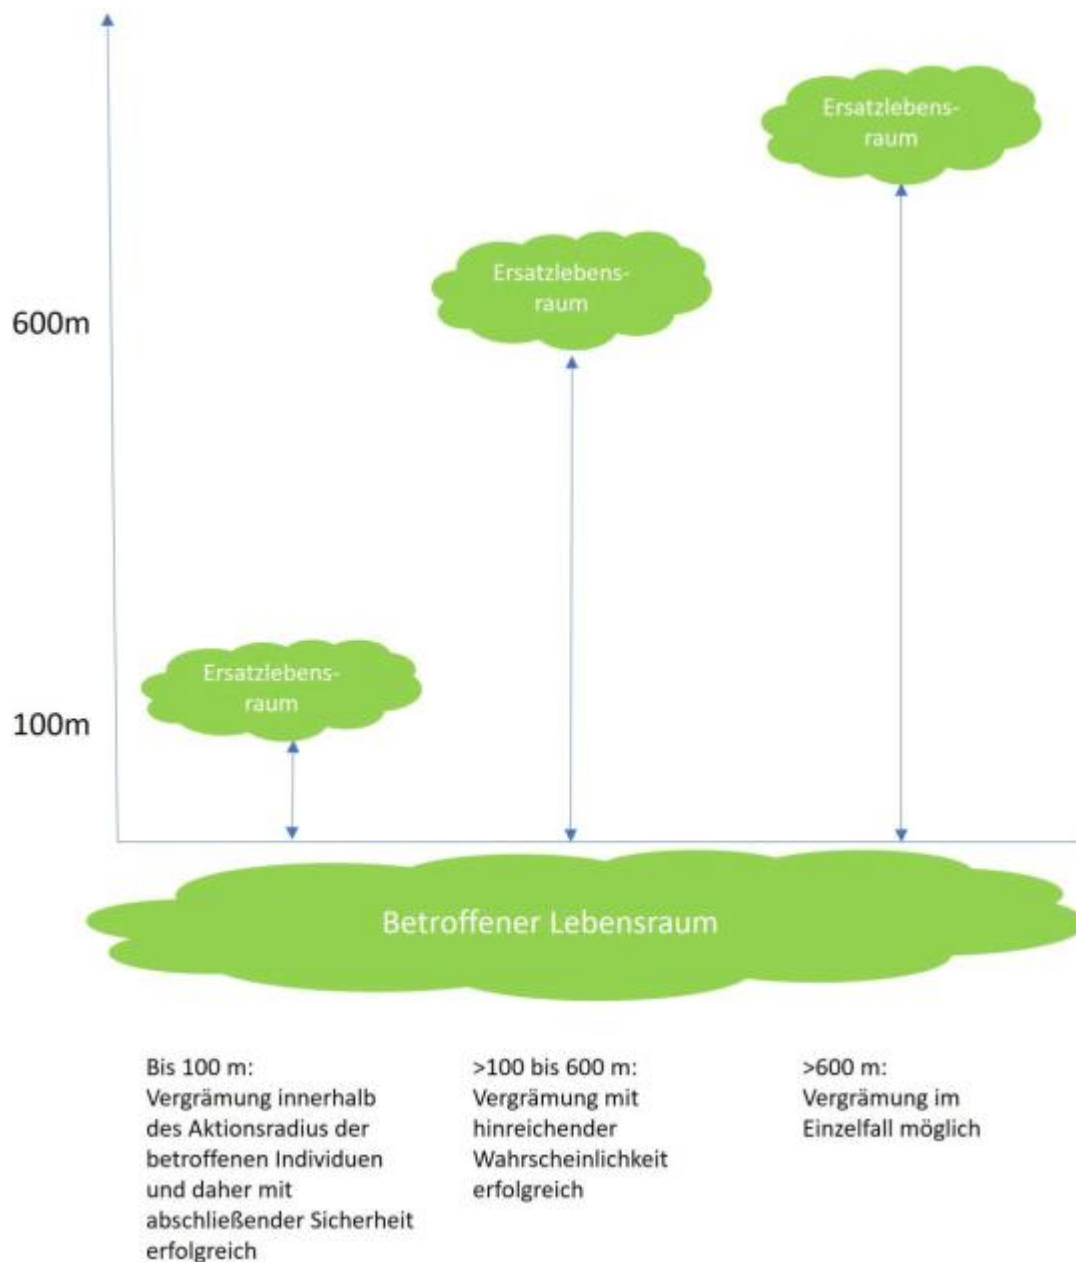 Ersatzlebens-
raum
Ersatzlebens-
raum
600m
Ersatzlebens-
raum
100m
Betroffener Lebensraum
Bis 100 m:
Vergrämung innerhalb
des Aktionsradius der
betroffenen Individuen
und daher mit
abschließender Sicherheit
erfolgreich
>100 bis 600 m:
Vergrämung mit
hinreichender
Wahrscheinlichkeit
erfolgreich
>600 m:
Vergrämung im
Einzelfall möglich